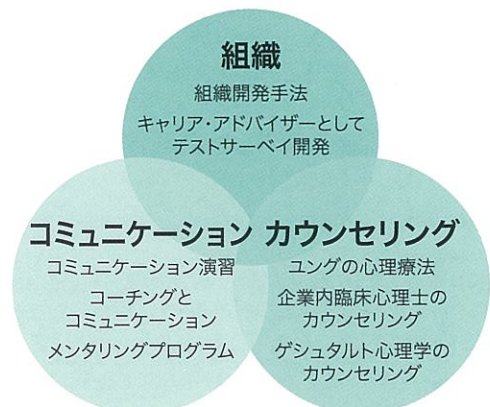 組織
組織開発手法
キャリア・アドバイザーとして
テストサーベイ開発
コミュニケーション
コミュニケーション演習
コーチングと
コミュニケーション
メンタリングプログラム
カウンセリング
ユングの心理療法
企業内臨床心理士の
カウンセリング
ゲシュタルト心理学の
カウンセリング